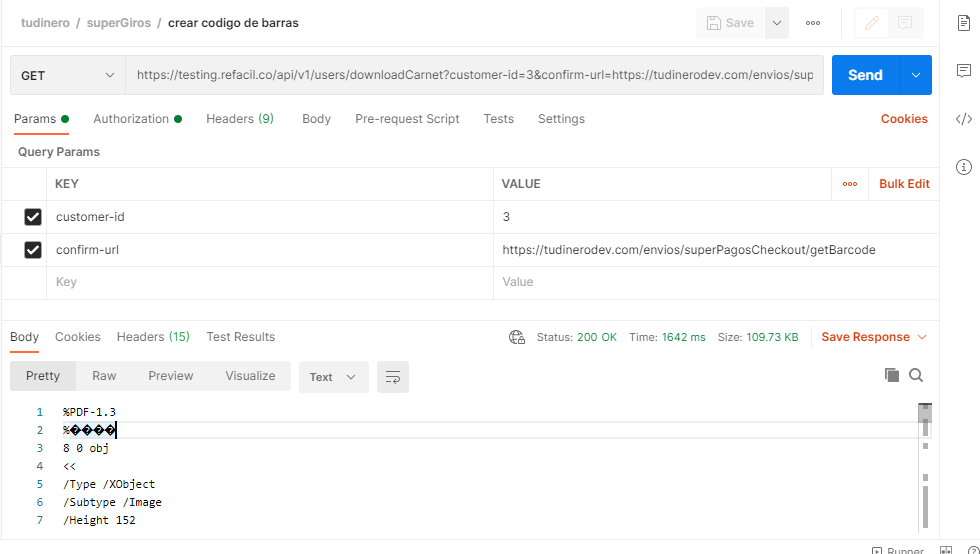 tudinero / superGiros / crear codigo de barras
Save
GET
https://testing.refacil.co/api/v1/users/downloadCarnet?customer-id=3&confirm-url=https://tudinerodev.com/envios/sup
Send
Params Authorization Headers (9) Body Pre-request Script Tests Settings Cookies
Query Params
KEY VALUE Bulk Edit
customer-id 3
confirm-url https://tudinerodev.com/envios/superPagosCheckout/getBarcode
Key Value
Body Cookies Headers (15) Test Results Status: 200 OK Time: 1642 ms Size: 109.73 KB Save Response
Pretty Raw Preview Visualize Text
1 %PDF-1.3
2 %����
3 8 0 obj
4 <<
5 /Type /XObject
6 /Subtype /Image
7 /Height 152
Runner